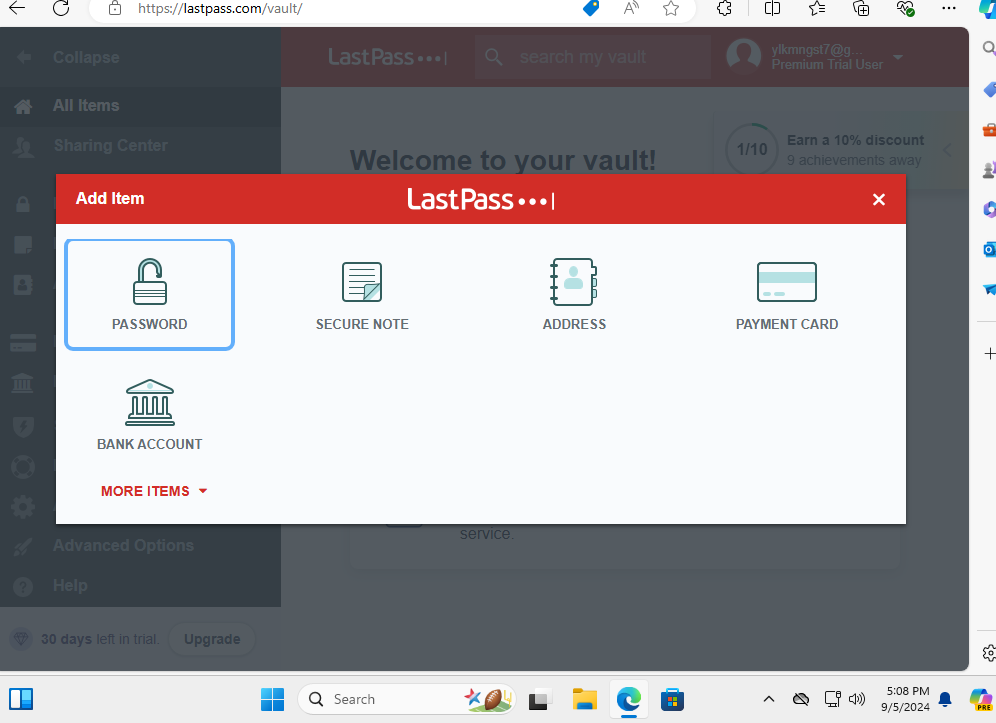 https://lastpass.com/vault/
Collapse
LastPass
search my vault
ylkmngst7@g...
Premium Trial User
All Items
Sharing Center
Welcome to your vault!
1/10
Earn a 10% discount
9 achievements away
Add Item
LastPass
PASSWORD
SECURE NOTE
ADDRESS
PAYMENT CARD
BANK ACCOUNT
MORE ITEMS
service.
Advanced Options
Help
30 days left in trial.
Upgrade
Search
5:08 PM
9/5/2024
PRE